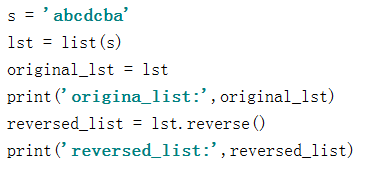 s = 'abcdcba'
lst = list(s)
original_lst = lst
print('origina_list:',original_lst)
reversed_list = lst.reverse()
print('reversed_list:',reversed_list)